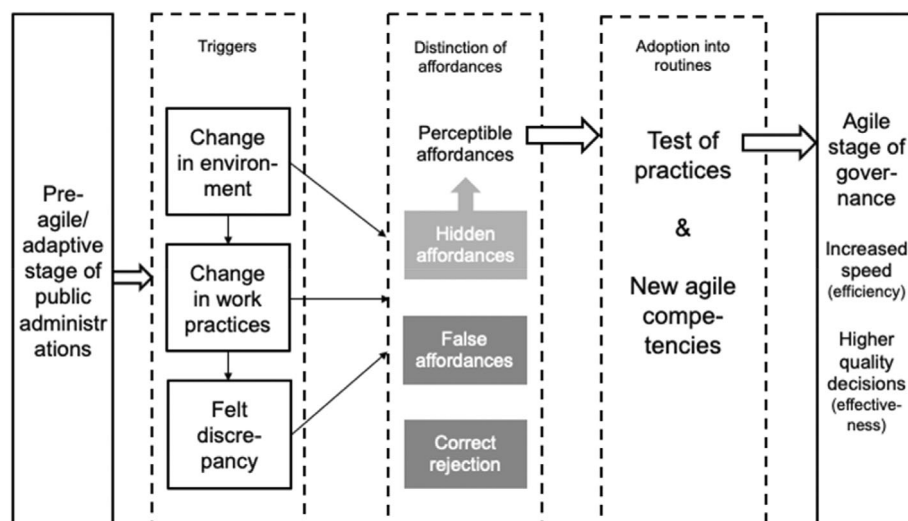 Pre-
agile/
adaptive
stage of
public
administr
ations
Triggers
Change
in environ-
ment
Change
in work
practices
Felt
discre-
pancy
Distinction of
affordances
Perceptible
affordances
Hidden
affordances
False
affordances
Correct
rejection
Adoption into
routines
Test of
practices
&
New agile
compe-
tencies
Agile
stage of
gover-
nance
Increased
speed
(efficiency)
Higher
quality
decisions
(effective-
ness)